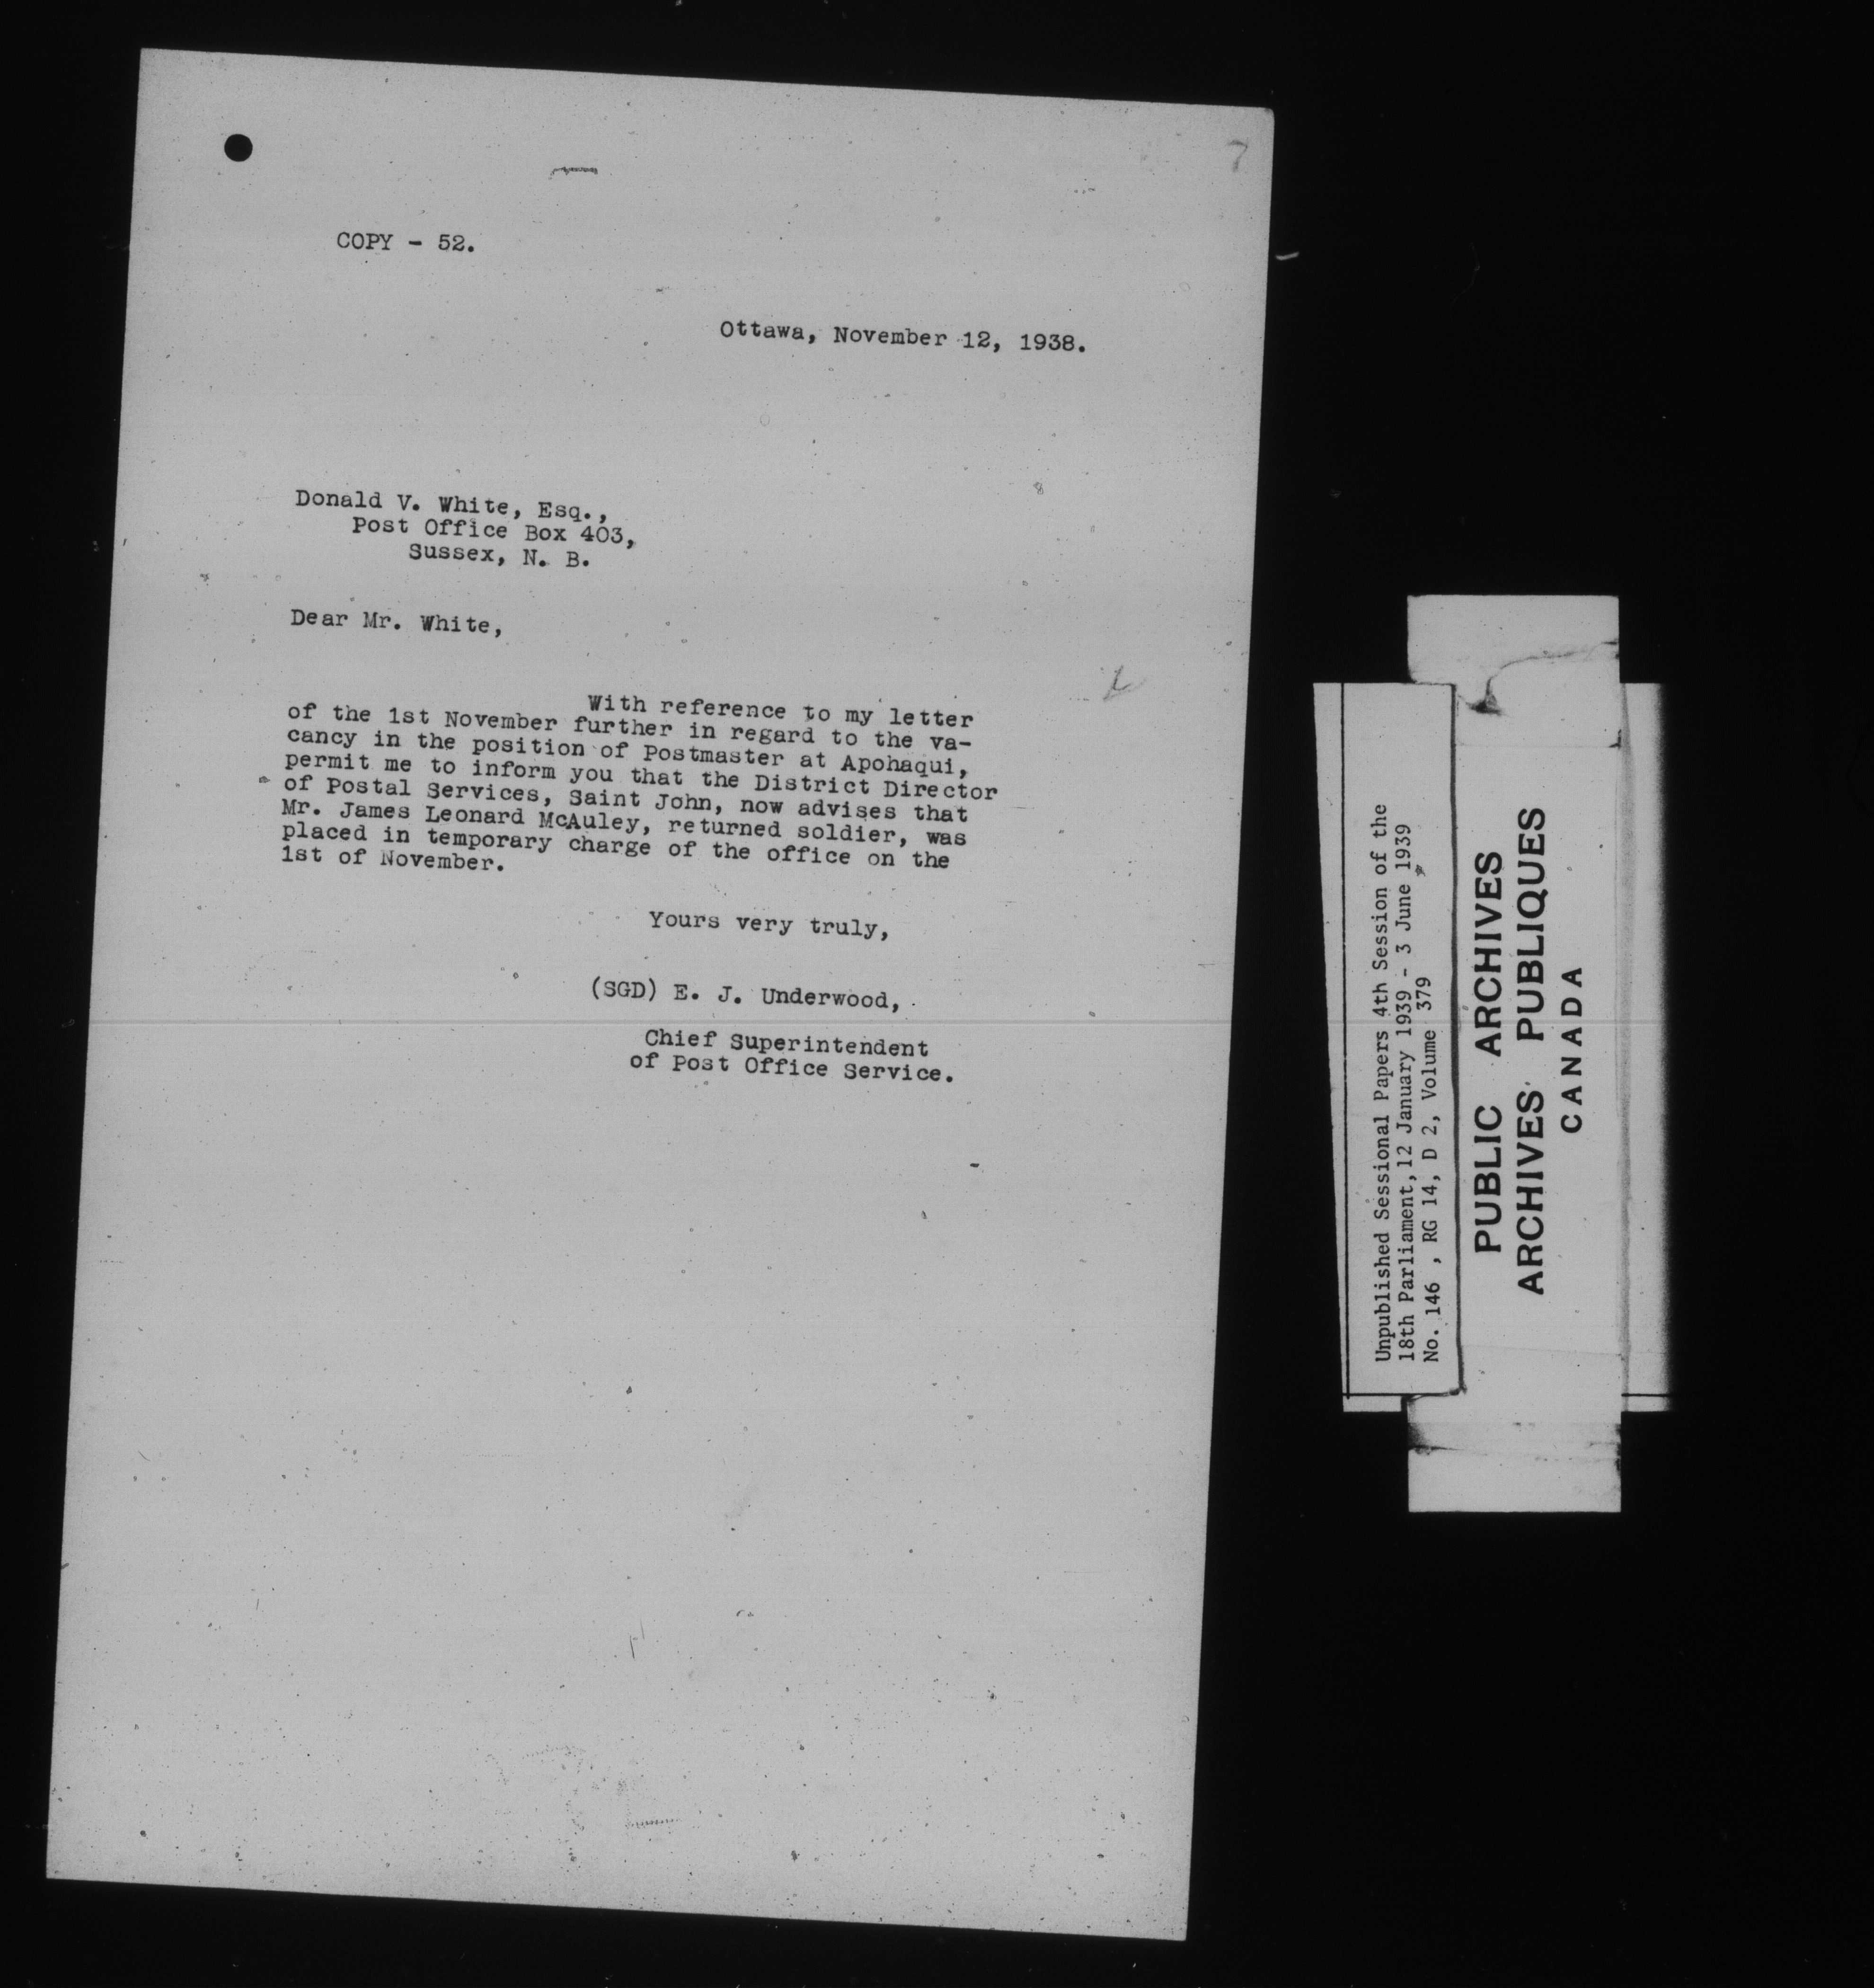 7
COPY - 52.
Ottawa, November 12, 1938.
Donald V. White, Esq.,
Post Office Box 403,
Sussex, N. B.
Dear Mr. White,
With reference to my letter
of the 1st November further in regard to the va-
cancy in the position of Postmaster at Apohaqui,
permit me to inform you that the District Director
of Postal Services, Saint John, now advises that
Mr. James Leonard McAuley, returned soldier, was
placed in temporary charge of the office on the
1st of November.
Yours very truly,
(SGD) E. J. Underwood,
Chief Superintendent
of Post Office Service.
Unpublished Sessional Papers 4th Session of the
18th Parliament,12 January 1939 - 3 June 1939
No. 146 , RG 14, D 2, Volume 379
PUBLIC ARCHIVES
ARCHIVES PUBLIQUES
CANADA